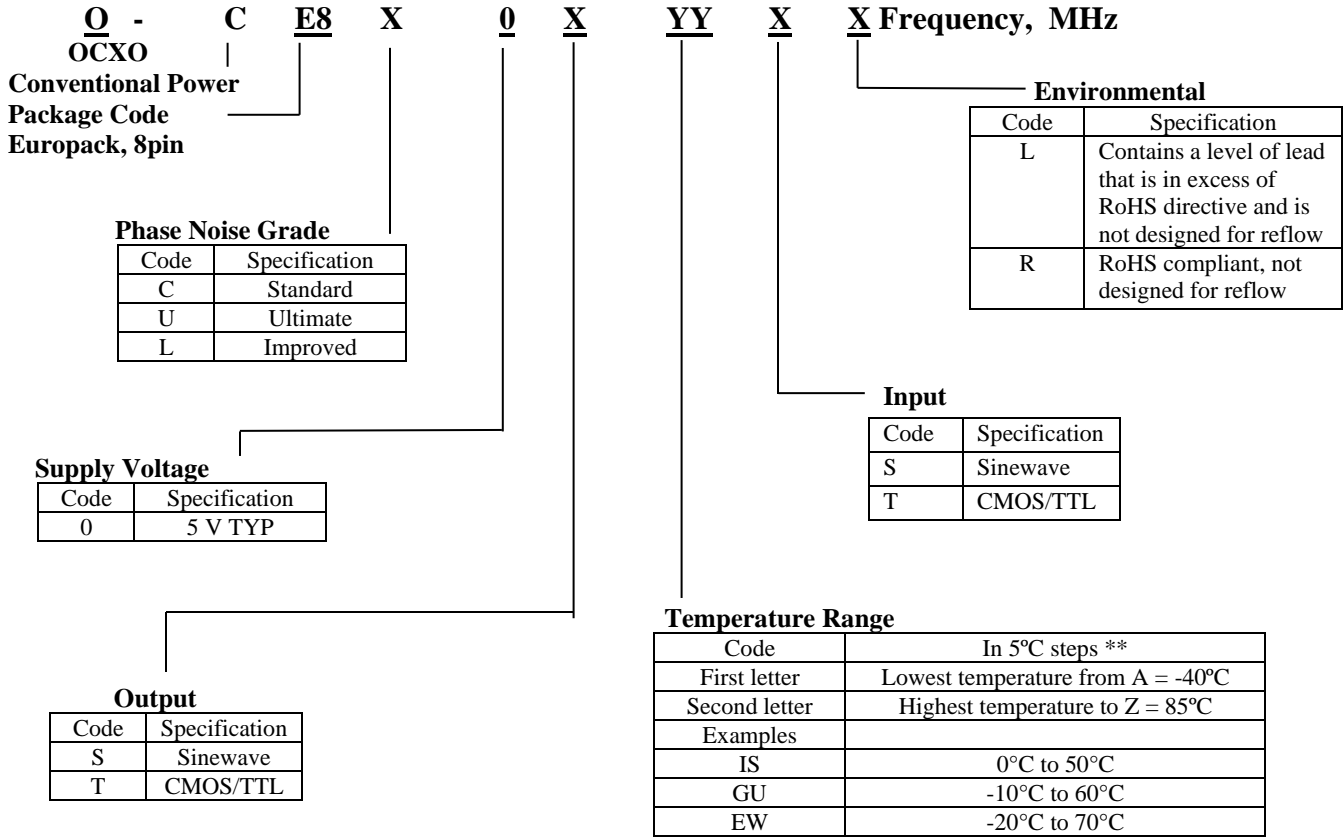 O - C E8 X 0 X YY X X Frequency, MHz
OCXO
Conventional Power
Package Code
Europack, 8pin
Environmental
Code Specification
L Contains a level of lead
that is in excess of
RoHS directive and is
not designed for reflow
R RoHS compliant, not
designed for reflow
Phase Noise Grade
Code Specification
C Standard
U Ultimate
L Improved
Input
Code Specification
S Sinewave
T CMOS/TTL
Supply Voltage
Code Specification
0 5 V TYP
Temperature Range
Code In 5ºC steps **
First letter Lowest temperature from A = -40ºC
Second letter Highest temperature to Z = 85ºC
Examples
IS 0°C to 50°C
GU -10°C to 60°C
EW -20°C to 70°C
Output
Code Specification
S Sinewave
T CMOS/TTL